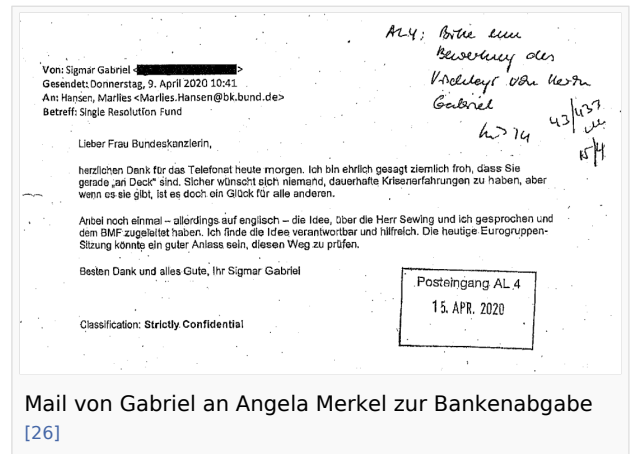 AL4: Bitte um
Bewertung des
von Herrn
Gabriel
Von: Sigmar Gabriel < >
Gesendet: Donnerstag, 9. April 2020 10:41
An: Hansen, Marlies <Marlies.Hansen@bk.bund.de>
Betreff: Single Resolution Fund
Lieber Frau Bundeskanzlerin,
herzlichen Dank für das Telefonat heute morgen. Ich bin ehrlich gesagt ziemlich froh, dass Sie
gerade „an Deck“ sind. Sicher wünscht sich niemand, dauerhafte Krisenerfahrungen zu haben, aber
wenn es sie gibt, ist es doch ein Glück für alle anderen.
Anbei noch einmal – allerdings auf englisch – die Idee, über die Herr Sewing und ich gesprochen und
dem BMF zugeleitet haben. Ich finde die Idee verantwortbar und hilfreich. Die heutige Eurogruppen-
Sitzung könnte ein guter Anlass sein, diesen Weg zu prüfen.
Besten Dank und alles Gute, Ihr Sigmar Gabriel
Posteingang AL 4
15. APR. 2020
Classification: Strictly Confidential
Mail von Gabriel an Angela Merkel zur Bankenabgabe
[26]